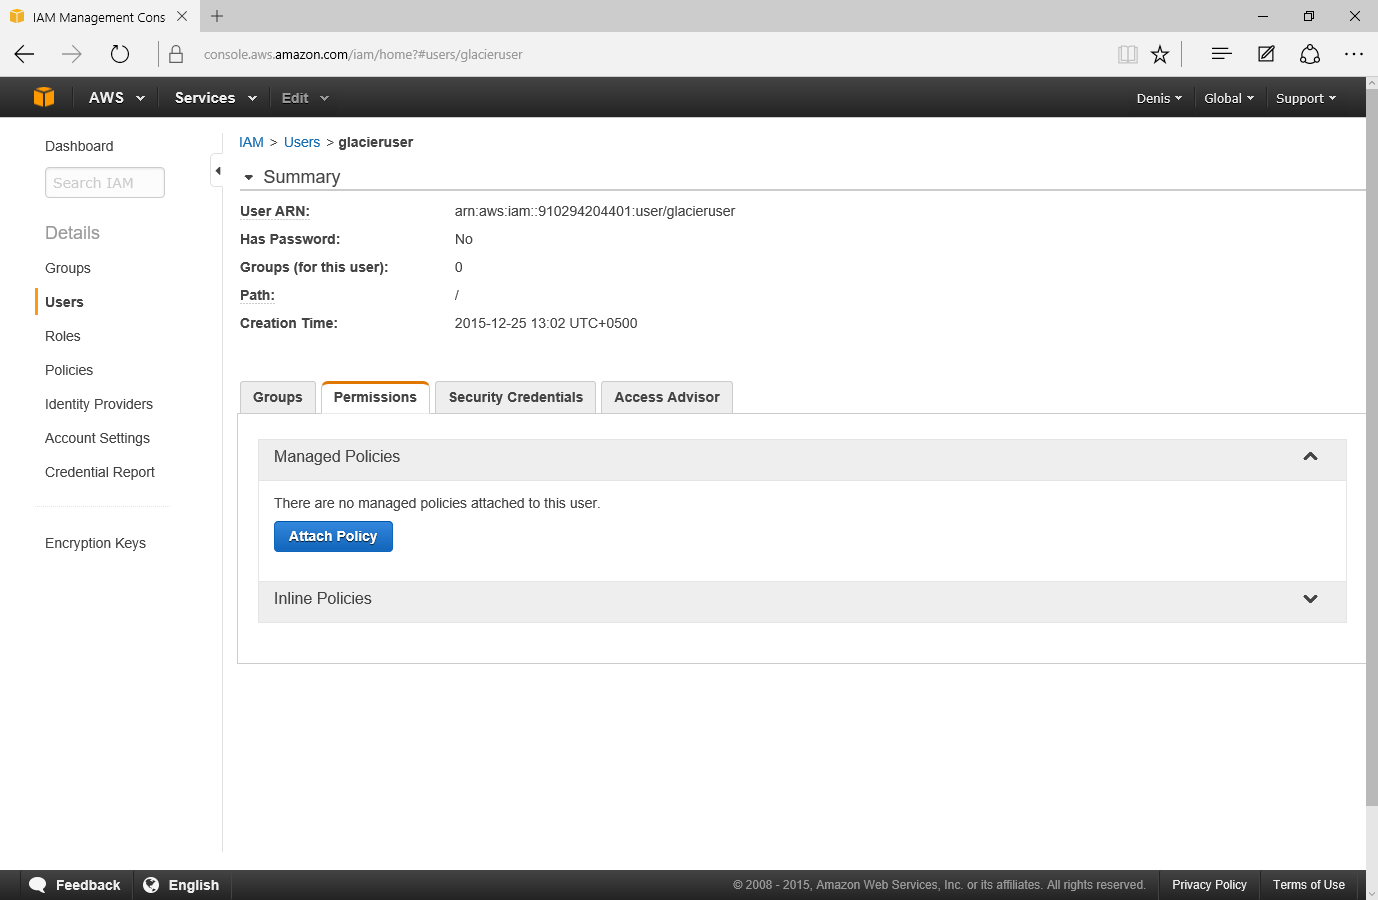 IAM Management Cons
console.aws.amazon.com/iam/home?#users/glacieruser
AWS Services Edit Denis Global Support
Dashboard
Search IAM
Details
Groups
Users
Roles
Policies
Identity Providers
Account Settings
Credential Report
Encryption Keys
IAM > Users > glacieruser
Summary
User ARN: arn:aws:iam::910294204401:user/glacieruser
Has Password: No
Groups (for this user): 0
Path: /
Creation Time: 2015-12-25 13:02 UTC+0500
Groups Permissions Security Credentials Access Advisor
Managed Policies
There are no managed policies attached to this user.
Attach Policy
Inline Policies
Feedback English © 2008 - 2015, Amazon Web Services, Inc. or its affiliates. All rights reserved. Privacy Policy Terms of Use